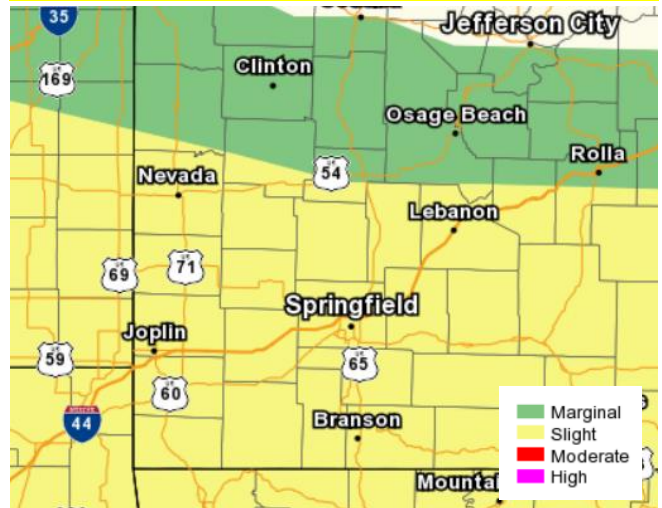 35
Jefferson City
169
Clinton
Osage Beach
Rolla
54
Nevada
Lebanon
69
71
Springfield
Joplin
59
65
60
44
Branson
Marginal
Slight
Moderate
High